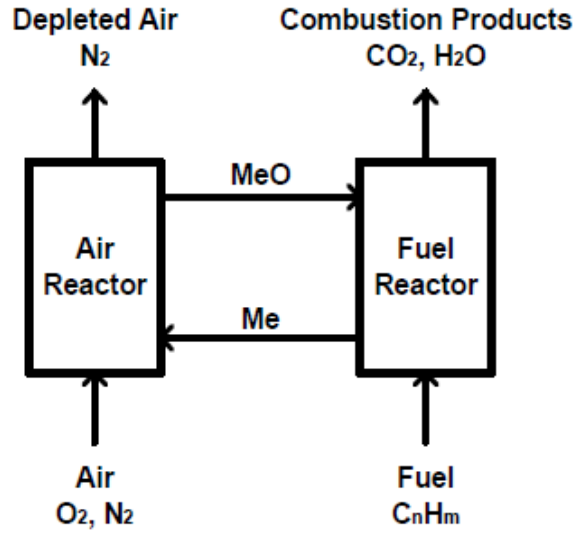 Depleted Air
N₂
Combustion Products
CO₂, H₂O
MeO
Air
Reactor
Fuel
Reactor
Me
Air
O₂, N₂
Fuel
CₙHₘ